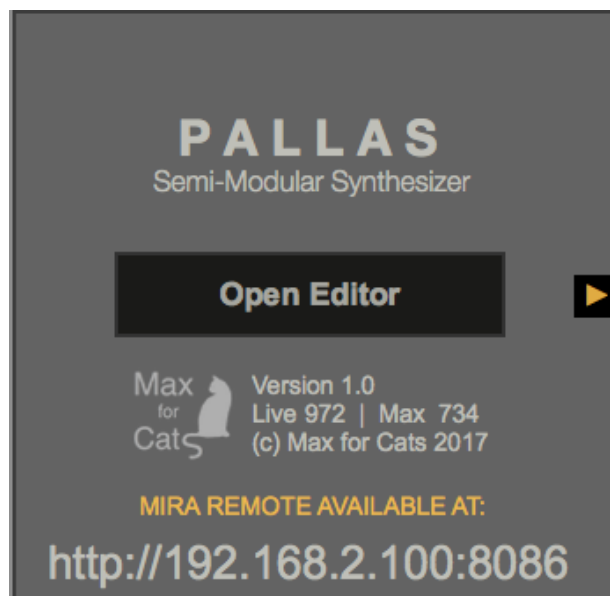 PALLAS
Semi-Modular Synthesizer
Open Editor
Max
for
Cats
Version 1.0
Live 972 | Max 734
(c) Max for Cats 2017
MIRA REMOTE AVAILABLE AT:
http://192.168.2.100:8086